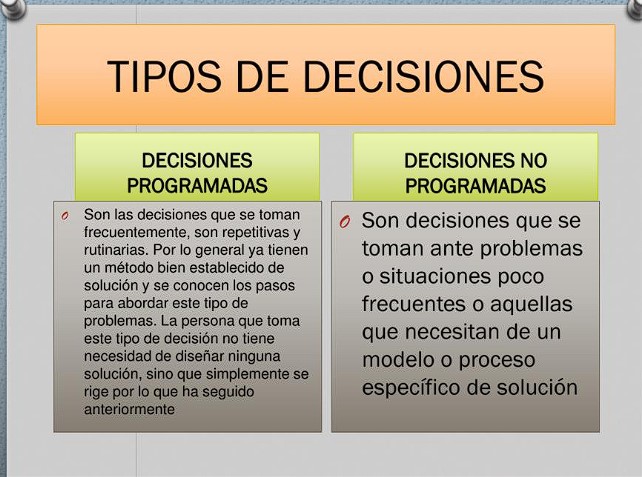 TIPOS DE DECISIONES
DECISIONES
PROGRAMADAS
Son las decisiones que se toman
frecuentemente, son repetitivas y
rutinarias. Por lo general ya tienen
un método bien establecido de
solución y se conocen los pasos
para abordar este tipo de
problemas. La persona que toma
este tipo de decisión no tiene
necesidad de diseñar ninguna
solución, sino que simplemente se
rige por lo que ha seguido
anteriormente
DECISIONES NO
PROGRAMADAS
Son decisiones que se
toman ante problemas
o situaciones poco
frecuentes o aquellas
que necesitan de un
modelo o proceso
específico de solución